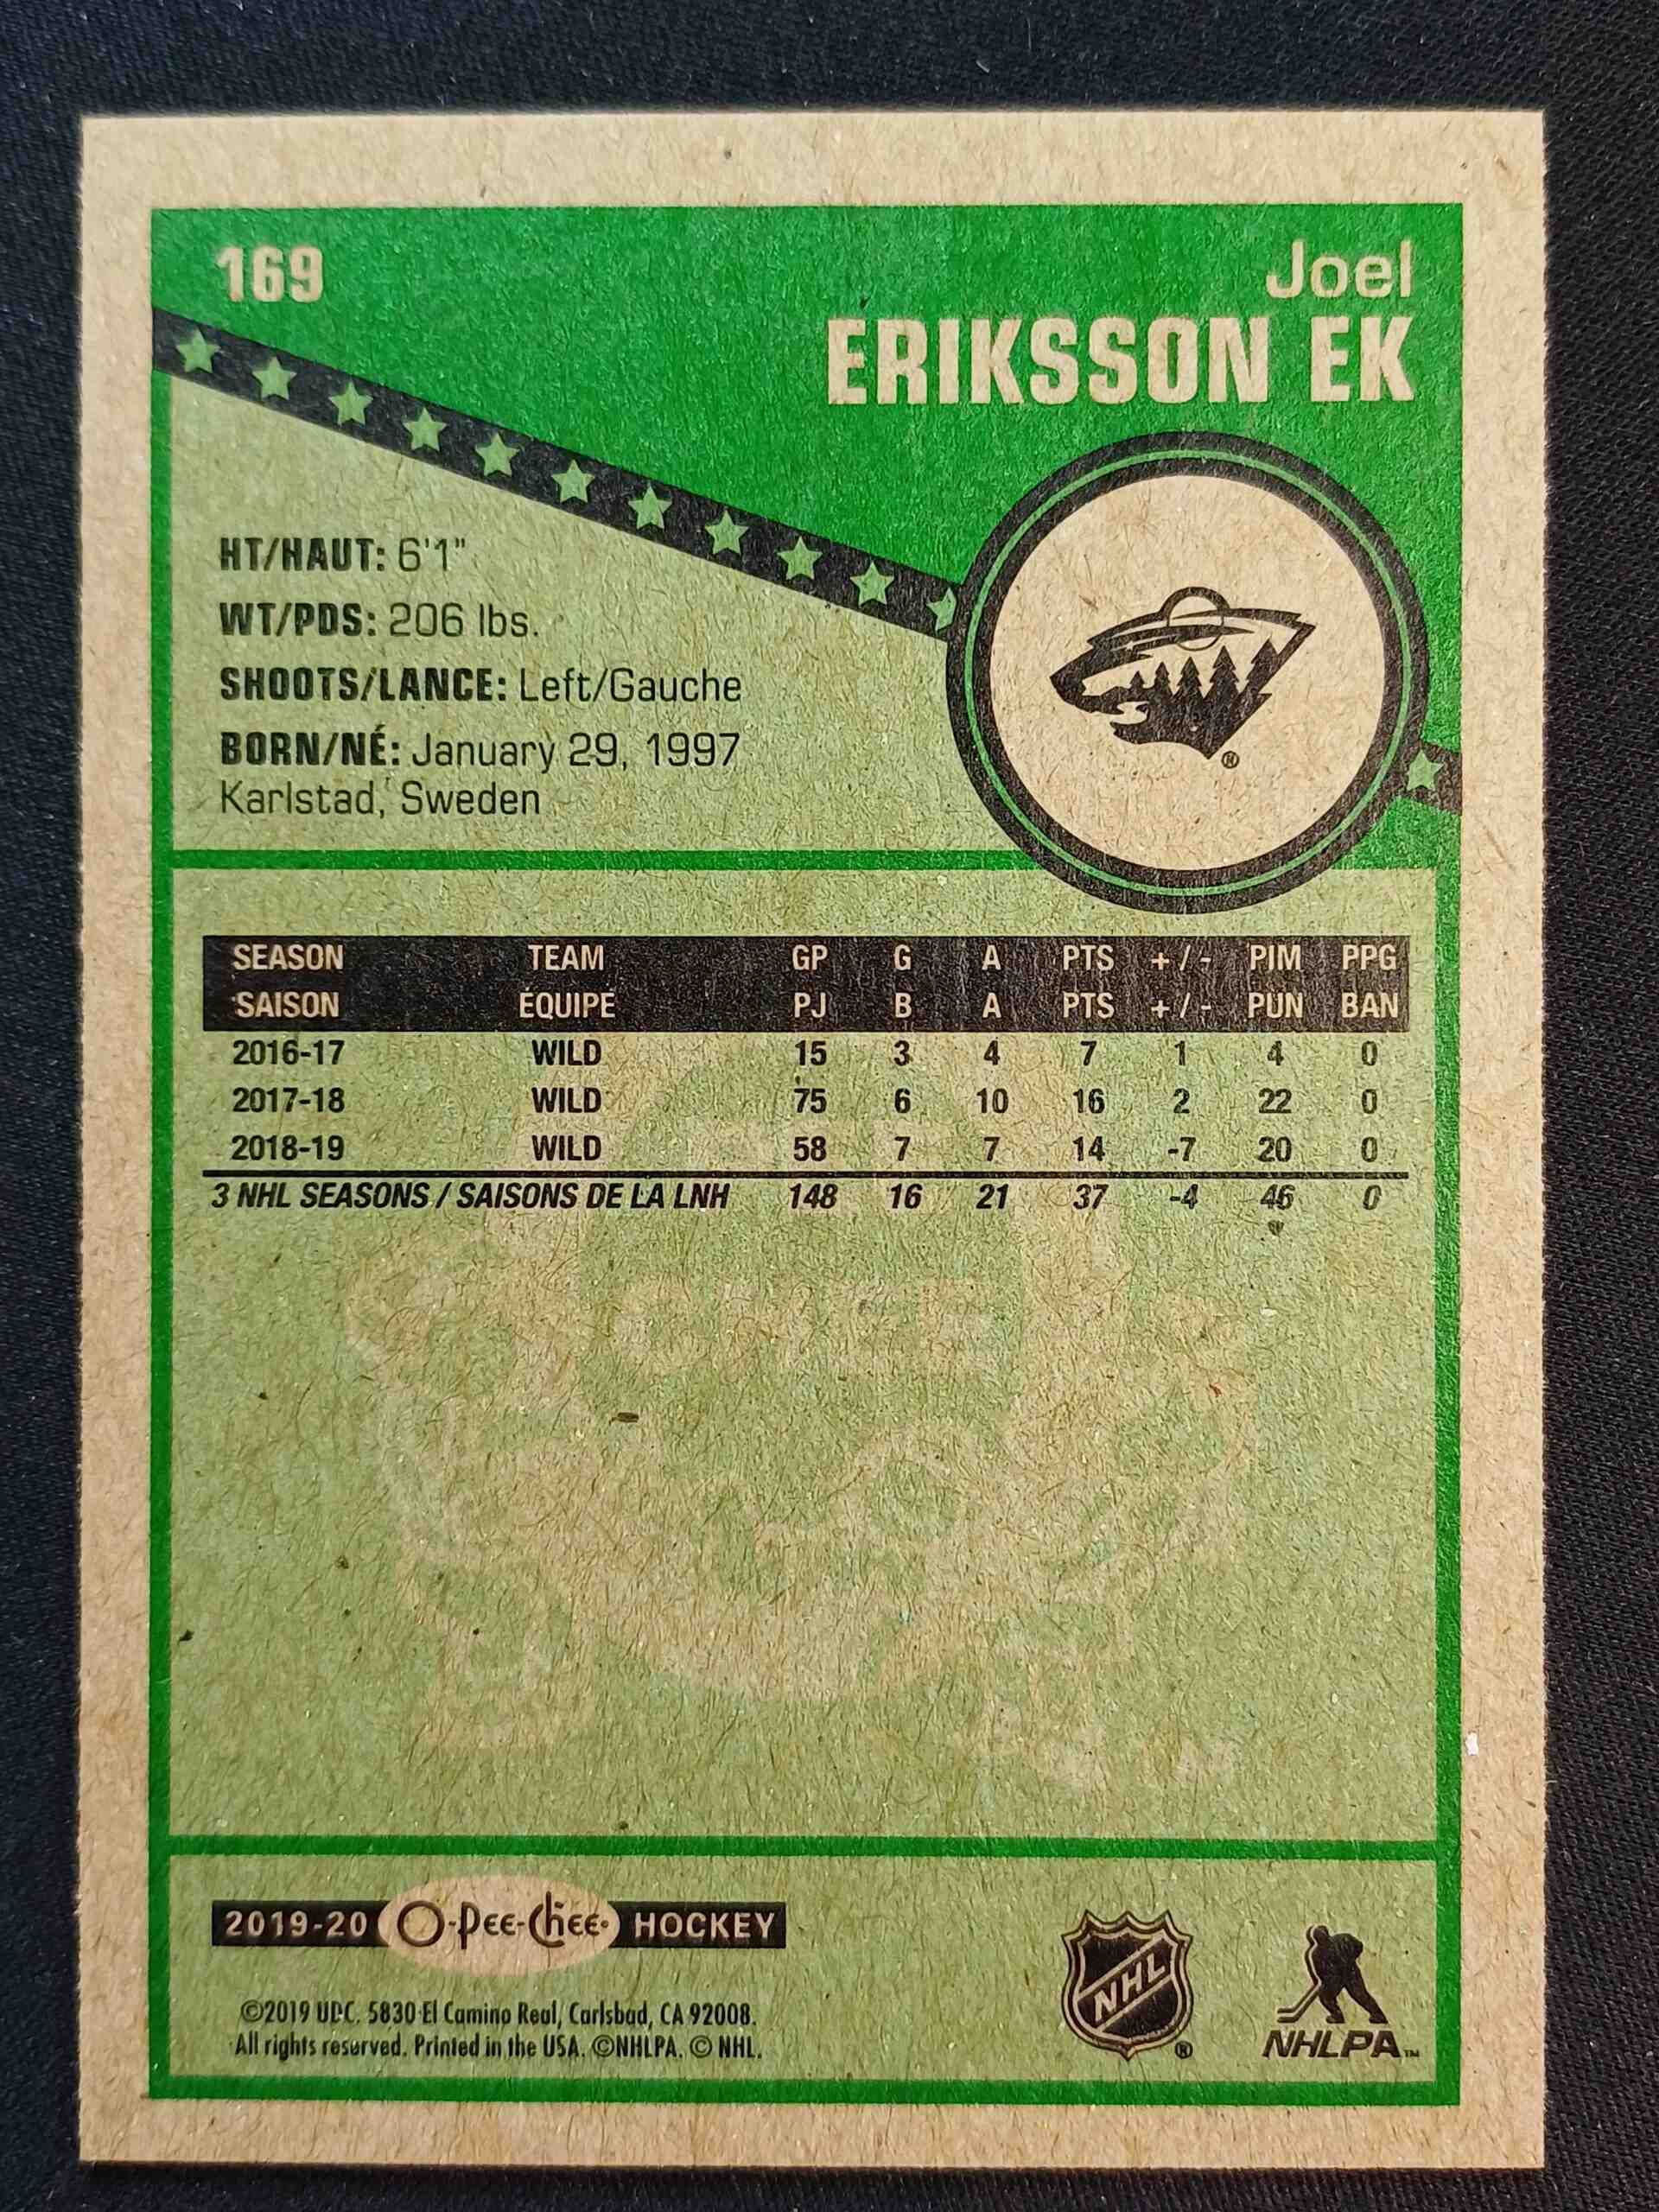 169
Joel
ERIKSSON EK
HT/HAUT: 6'1"
WT/PDS: 206 lbs.
SHOOTS/LANCE: Left/Gauche
BORN/NÉ: January 29, 1997
Karlstad, Sweden
®
SEASON TEAM GP G A PTS +/- PIM PPG
SAISON ÉQUIPE PJ B A PTS +/- PUN BAN
2016-17 WILD 15 3 4 7 1 4 0
2017-18 WILD 75 6 10 16 2 22 0
2018-19 WILD 58 7 7 14 -7 20 0
3 NHL SEASONS / SAISONS DE LA LNH 148 16 21 37 -4 46 0
2019-20 O-Pee-Chee HOCKEY
©2019 UDC. 5830 El Camino Real, Carlsbad, CA 92008.
All rights reserved. Printed in the USA. ©NHLPA. © NHL.
NHL ®
NHLPA™